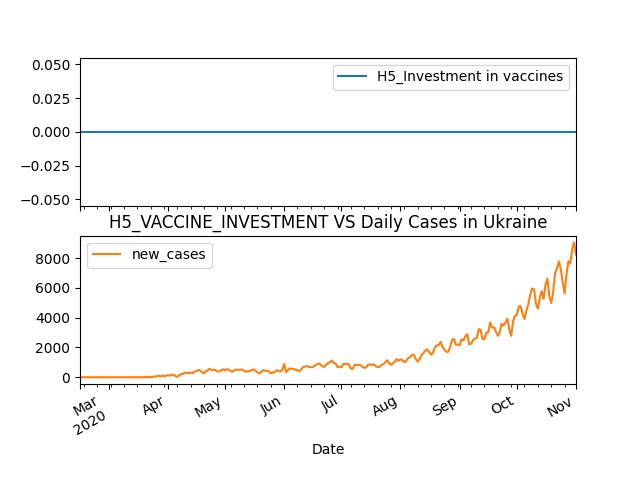 0.050
0.025
0.000
−0.025
−0.050
H5_Investment in vaccines
H5_VACCINE_INVESTMENT VS Daily Cases in Ukraine
8000
6000
4000
2000
0
new_cases
Mar
2020
Apr
May
Jun
Jul
Aug
Sep
Oct
Nov
Date